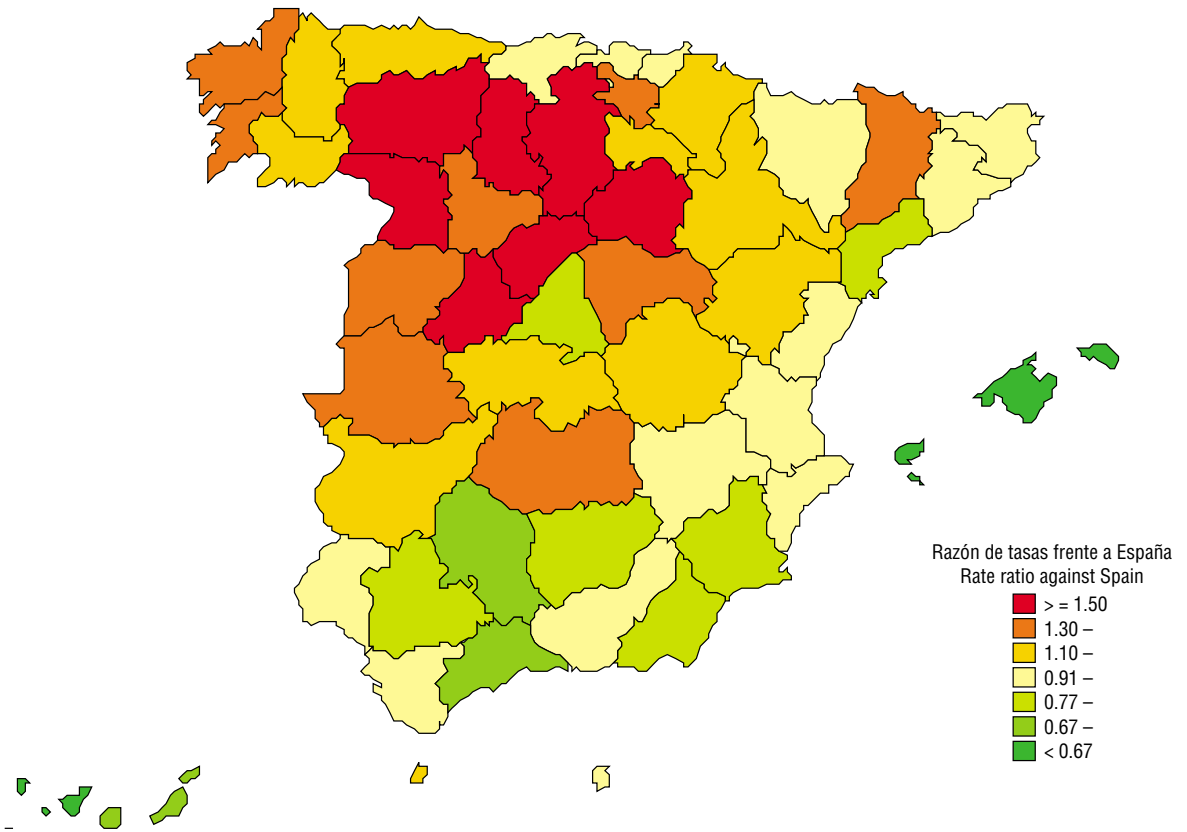 Razón de tasas frente a España
Rate ratio against Spain
> = 1.50
1.30 –
1.10 –
0.91 –
0.77 –
0.67 –
< 0.67